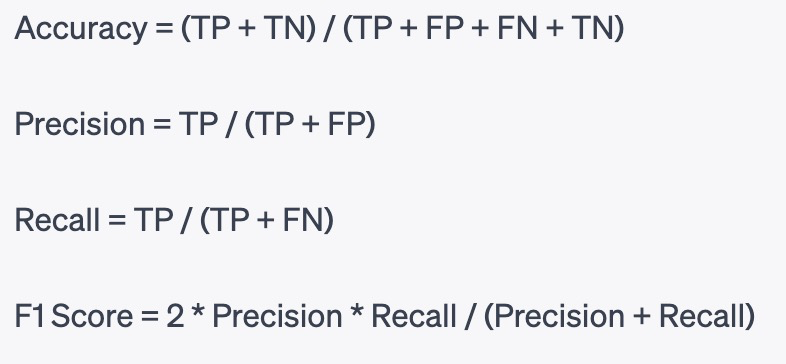 Accuracy = (TP + TN) / (TP + FP + FN + TN)
Precision = TP / (TP + FP)
Recall = TP / (TP + FN)
F1 Score = 2 * Precision * Recall / (Precision + Recall)